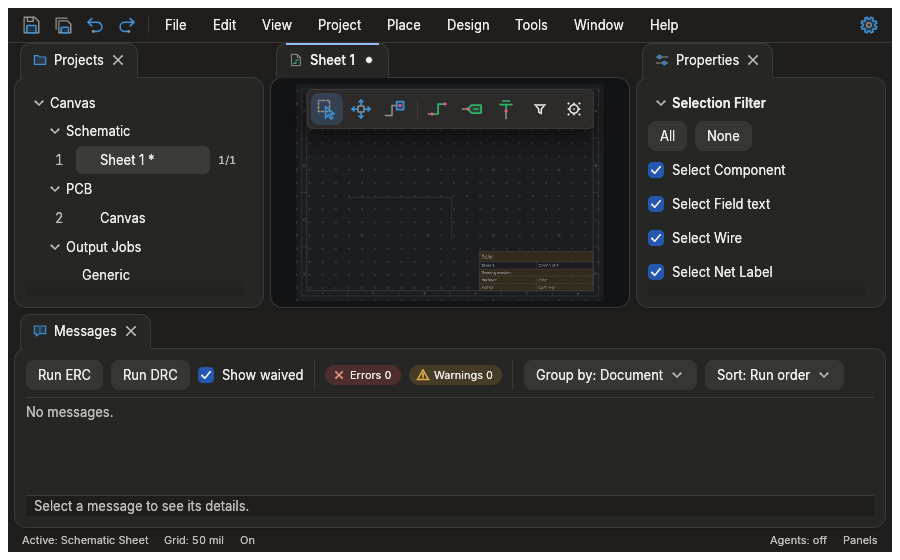 File Edit View Project Place Design Tools Window Help
Projects
Sheet 1
Properties
Canvas
Schematic
1 Sheet 1 * 1/1
PCB
2 Canvas
Output Jobs
Generic
Selection Filter
All None
Select Component
Select Field text
Select Wire
Select Net Label
Messages
Run ERC Run DRC Show waived Errors 0 Warnings 0 Group by: Document Sort: Run order
No messages.
Select a message to see its details.
Active: Schematic Sheet Grid: 50 mil On Agents: off Panels